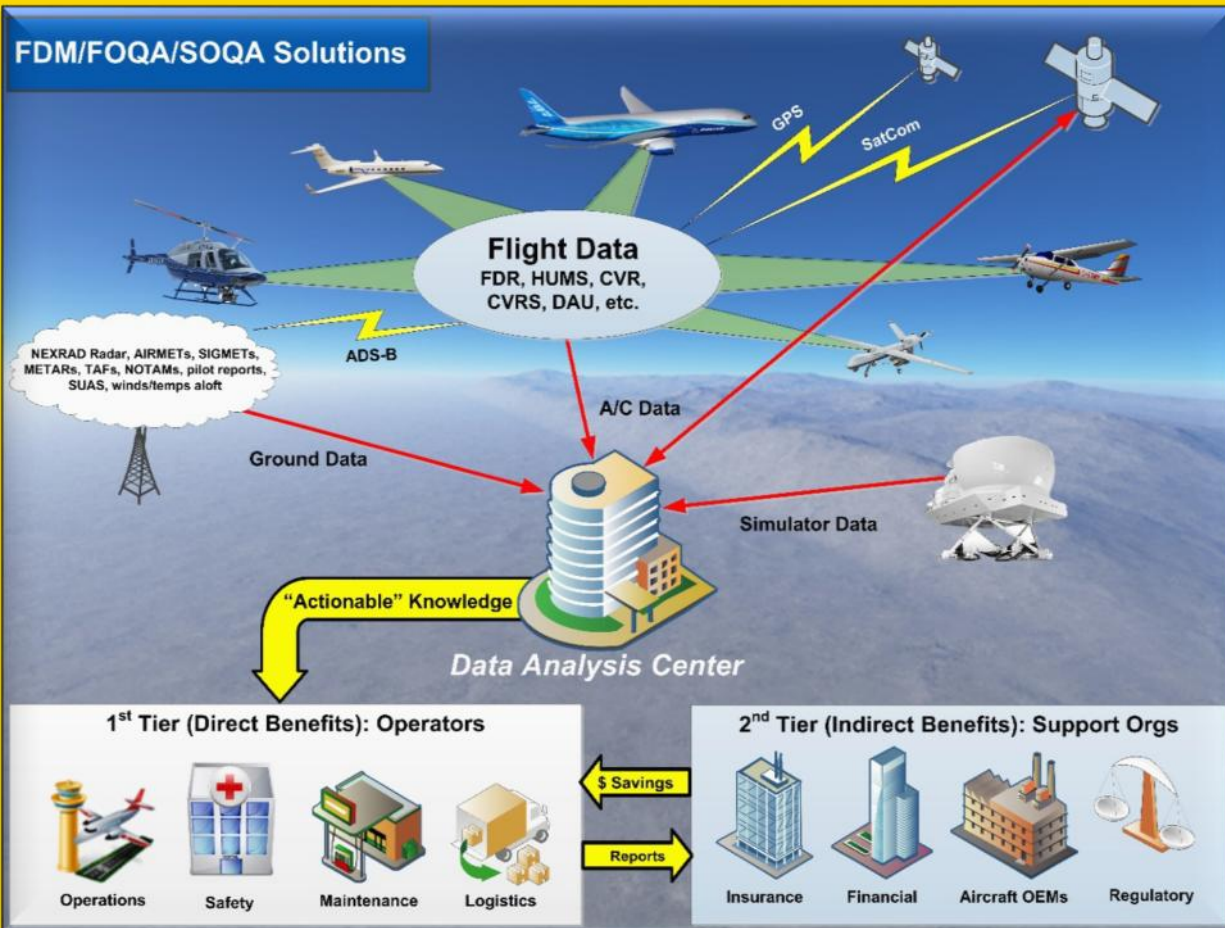 FDM/FOQA/SOQA Solutions
787
GPS
SatCom
Flight Data
FDR, HUMS, CVR,
CVRS, DAU, etc.
ADS-B
NEXRAD Radar, AIRMETs, SIGMETs,
METARs, TAFs, NOTAMs, pilot reports,
SUAS, winds/temps aloft
A/C Data
Ground Data
Simulator Data
“Actionable” Knowledge
Data Analysis Center
1st Tier (Direct Benefits): Operators
Operations
Safety
Maintenance
Logistics
$ Savings
Reports
2nd Tier (Indirect Benefits): Support Orgs
Insurance
Financial
Aircraft OEMs
Regulatory